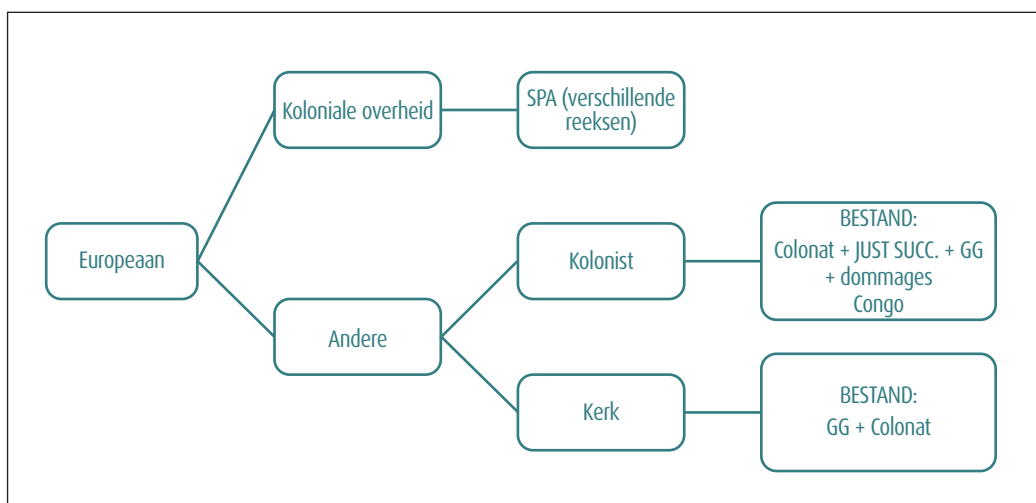 Europeaan
Koloniale overheid
SPA (verschillende
reeksen)
Andere
Kolonist
BESTAND:
Colonat + JUST SUCC. + GG
+ dommages
Congo
Kerk
BESTAND:
GG + Colonat